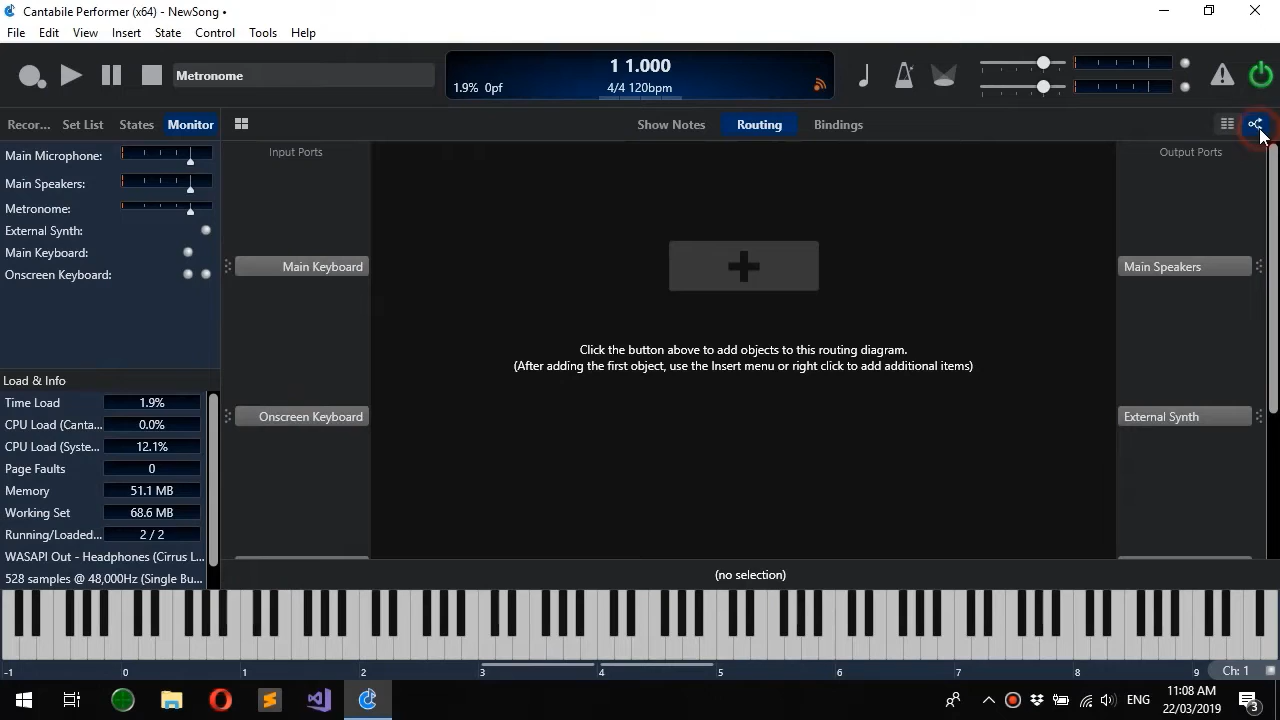 Cantabile Performer (x64) - NewSong •
File Edit View Insert State Control Tools Help
Metronome
1 1.000
1.9% 0pf
4/4 120bpm
Recor... Set List States Monitor
Show Notes Routing Bindings
Main Microphone:
Main Speakers:
Metronome:
External Synth:
Main Keyboard:
Onscreen Keyboard:
Input Ports
Output Ports
Main Keyboard
Main Speakers
Click the button above to add objects to this routing diagram.
(After adding the first object, use the Insert menu or right click to add additional items)
Onscreen Keyboard
External Synth
Load & Info
Time Load 1.9%
CPU Load (Canta... 0.0%
CPU Load (Syste... 12.1%
Page Faults 0
Memory 51.1 MB
Working Set 68.6 MB
Running/Loaded... 2 / 2
WASAPI Out - Headphones (Cirrus L...
528 samples @ 48,000Hz (Single Bu...
(no selection)
-1 0 1 2 3 4 5 6 7 8 9 Ch: 1
ENG
11:08 AM
22/03/2019
3